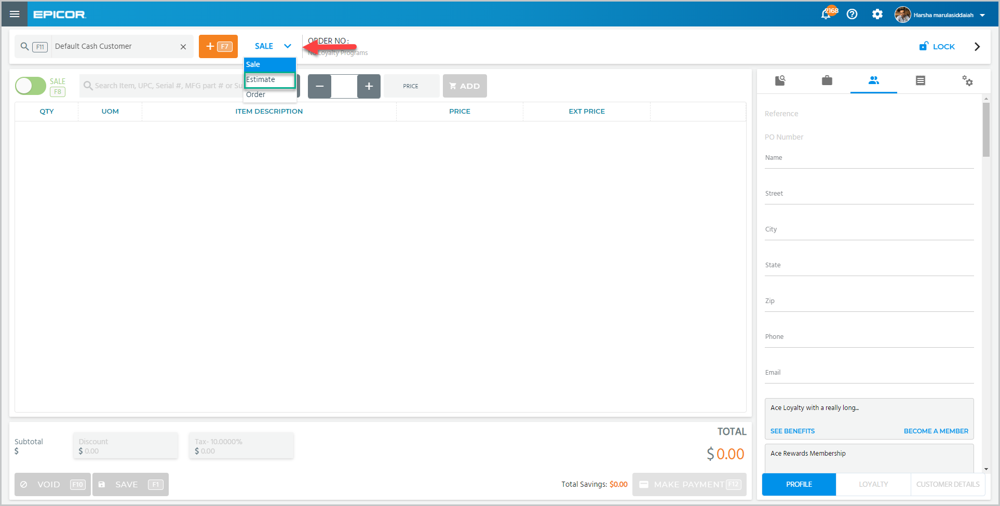 EPICOR
2168
Harsha marulasiddaiah
F11
Default Cash Customer
F7
SALE
ORDER NO:
No Loyalty Programs
LOCK
Sale
Estimate
Order
SALE
F8
Search Item, UPC, Serial #, MFG part # or Su
PRICE
ADD
QTY
UOM
ITEM DESCRIPTION
PRICE
EXT PRICE
Reference
PO Number
Name
Street
City
State
Zip
Phone
Email
Ace Loyalty with a really long...
SEE BENEFITS
BECOME A MEMBER
Ace Rewards Membership
PROFILE
LOYALTY
CUSTOMER DETAILS
Subtotal
$
Discount
$ 0.00
Tax- 10.0000%
$ 0.00
TOTAL
$ 0.00
VOID F10
SAVE F1
Total Savings: $0.00
MAKE PAYMENT F12